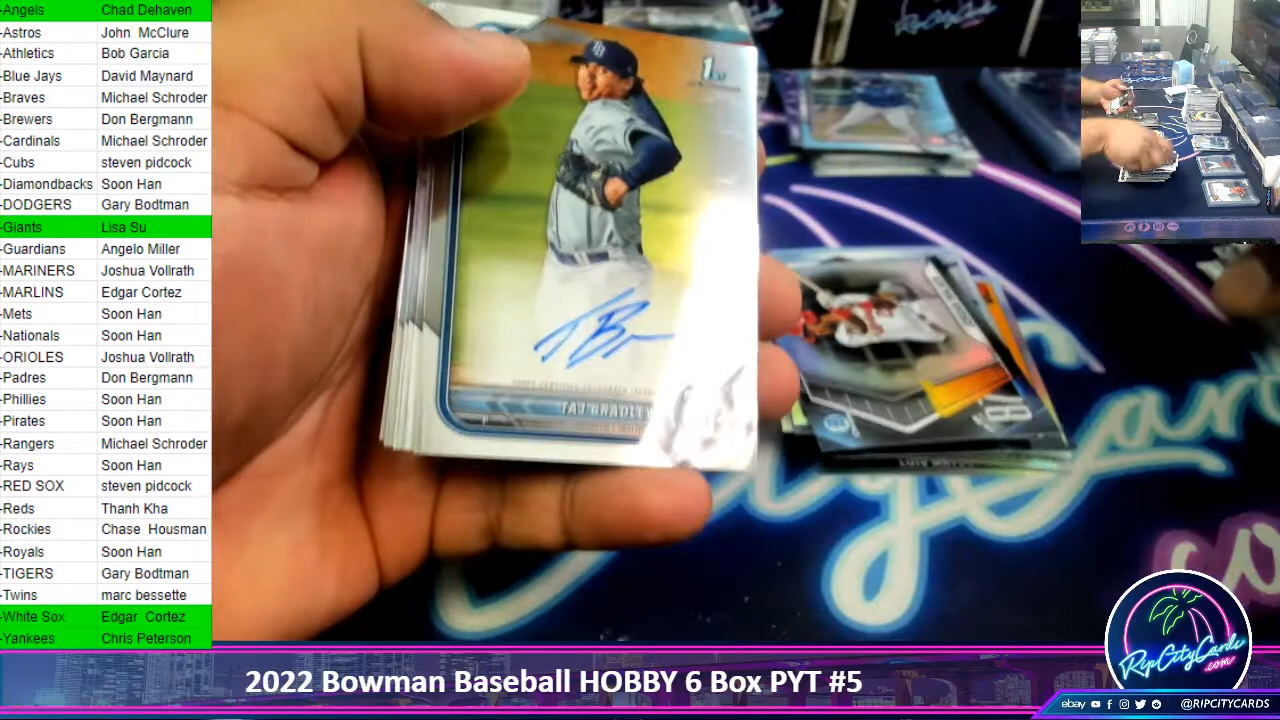 -Angels Chad Dehaven
-Astros John McClure
-Athletics Bob Garcia
-Blue Jays David Maynard
-Braves Michael Schroder
-Brewers Don Bergmann
-Cardinals Michael Schroder
-Cubs steven pidcock
-Diamondbacks Soon Han
-DODGERS Gary Bodtman
-Giants Lisa Su
-Guardians Angelo Miller
-MARINERS Joshua Vollrath
-MARLINS Edgar Cortez
-Mets Soon Han
-Nationals Soon Han
-ORIOLES Joshua Vollrath
-Padres Don Bergmann
-Phillies Soon Han
-Pirates Soon Han
-Rangers Michael Schroder
-Rays Soon Han
-RED SOX steven pidcock
-Reds Thanh Kha
-Rockies Chase Housman
-Royals Soon Han
-TIGERS Gary Bodtman
-Twins marc bessette
-White Sox Edgar Cortez
-Yankees Chris Peterson
1st
TB
TAJ BRADLEY
LUIS
RipCityCards
.com
2022 Bowman Baseball HOBBY 6 Box PYT #5
ebay @RIPCITYCARDS